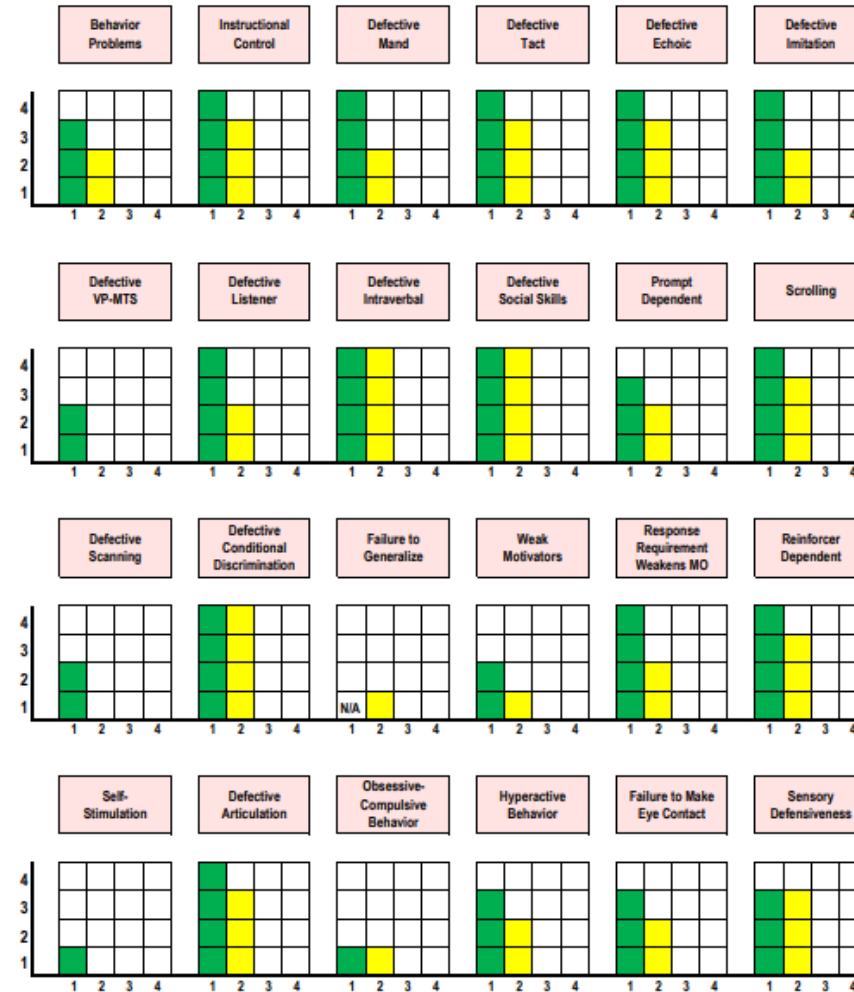 Behavior Problems
Instructional Control
Defective Mand
Defective Tact
Defective Echoic
Defective Imitation
4
3
2
1
1 2 3 4 1 2 3 4 1 2 3 4 1 2 3 4 1 2 3 4 1 2 3 4
Defective VP-MTS
Defective Listener
Defective Intraverbal
Defective Social Skills
Prompt Dependent
Scrolling
4
3
2
1
1 2 3 4 1 2 3 4 1 2 3 4 1 2 3 4 1 2 3 4 1 2 3 4
Defective Scanning
Defective Conditional Discrimination
Failure to Generalize
Weak Motivators
Response Requirement Weakens MO
Reinforcer Dependent
4
3
2
1
N/A
1 2 3 4 1 2 3 4 1 2 3 4 1 2 3 4 1 2 3 4 1 2 3 4
Self-Stimulation
Defective Articulation
Obsessive-Compulsive Behavior
Hyperactive Behavior
Failure to Make Eye Contact
Sensory Defensiveness
4
3
2
1
1 2 3 4 1 2 3 4 1 2 3 4 1 2 3 4 1 2 3 4 1 2 3 4